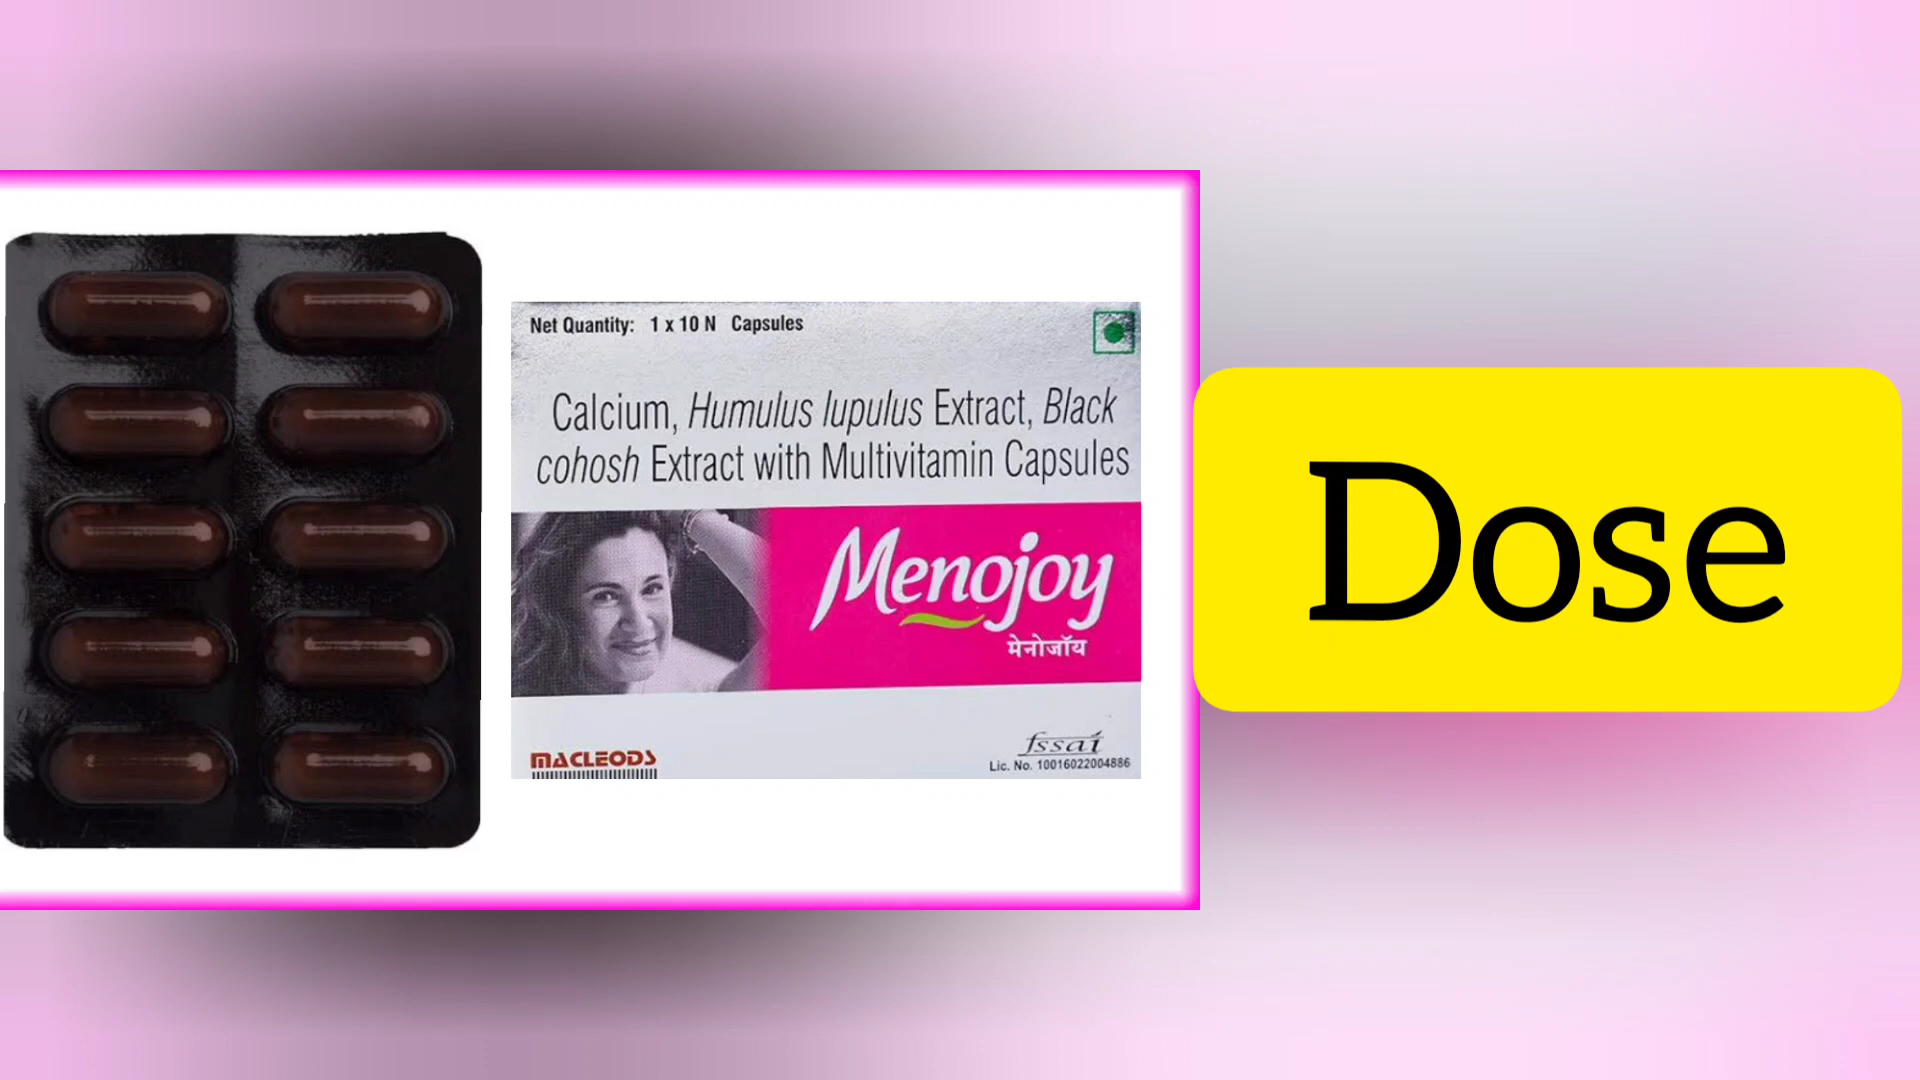 Net Quantity: 1 x 10 N Capsules
Calcium, Humulus lupulus Extract, Black
cohosh Extract with Multivitamin Capsules
Menojoy
मेनोजॉय
MACLEODS
fssai
Lic. No. 10016022004886
Dose